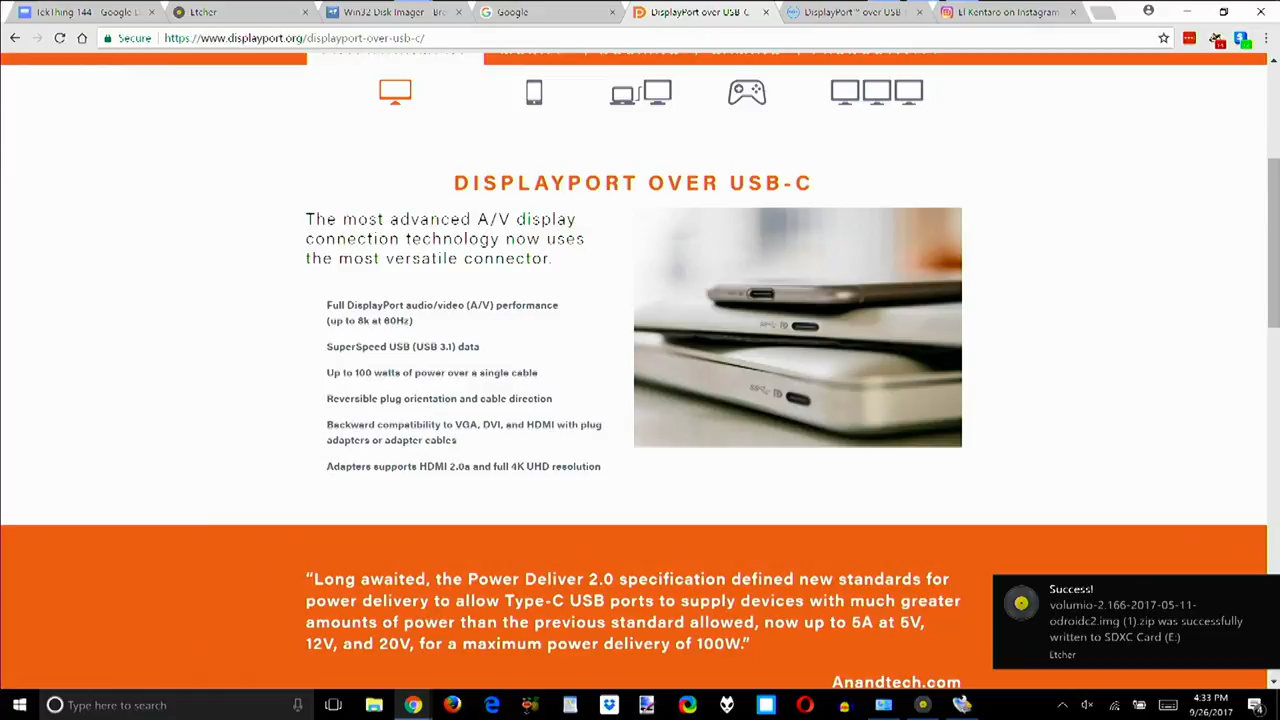 TekThing 144 - Google D
Etcher
Win32 Disk Imager - Bro
Google
DisplayPort over USB-C
DisplayPort™ over USB
El Kentaro on Instagram
Secure
https://www.displayport.org/displayport-over-usb-c/
DISPLAYPORT OVER USB-C
The most advanced A/V display
connection technology now uses
the most versatile connector.
Full DisplayPort audio/video (A/V) performance
(up to 8k at 60Hz)
SuperSpeed USB (USB 3.1) data
Up to 100 watts of power over a single cable
Reversible plug orientation and cable direction
Backward compatibility to VGA, DVI, and HDMI with plug
adapters or adapter cables
Adapters supports HDMI 2.0a and full 4K UHD resolution
“Long awaited, the Power Deliver 2.0 specification defined new standards for
power delivery to allow Type-C USB ports to supply devices with much greater
amounts of power than the previous standard allowed, now up to 5A at 5V,
12V, and 20V, for a maximum power delivery of 100W.”
Anandtech.com
Success!
volumio-2.166-2017-05-11-
odroidc2.img (1).zip was successfully
written to SDXC Card (E:)
Etcher
Type here to search
4:33 PM
9/26/2017